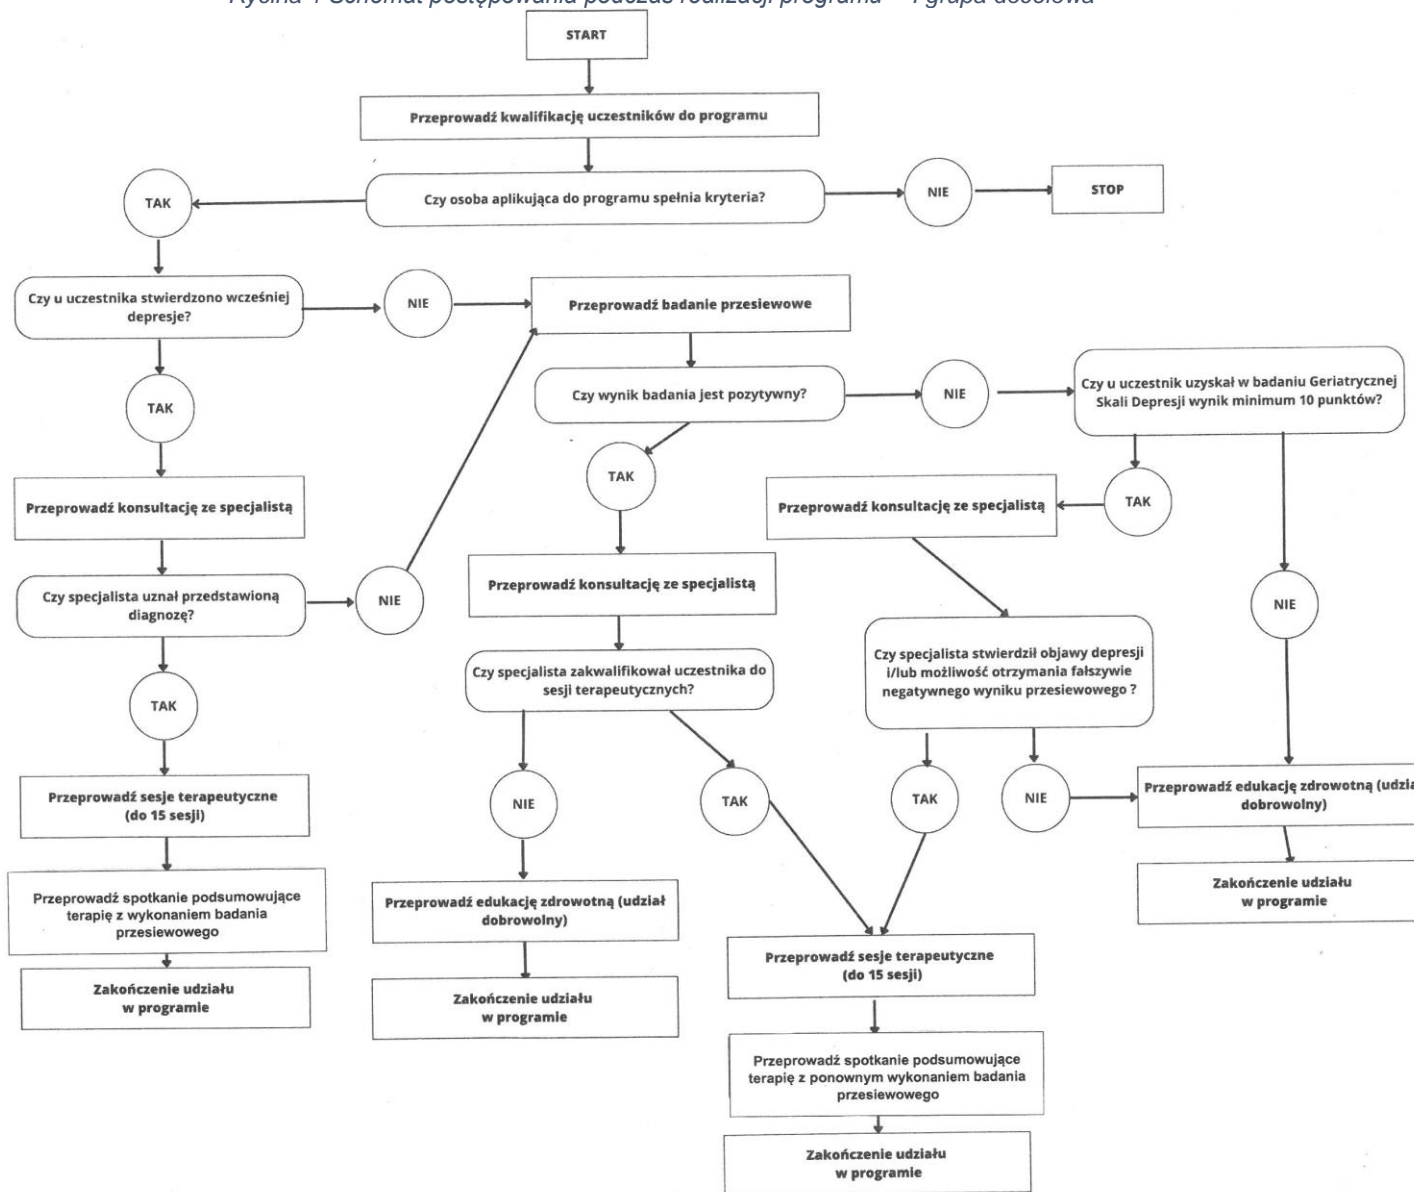 START
Przeprowadź kwalifikację uczestników do programu
Czy osoba aplikująca do programu spełnia kryteria?
TAK
NIE
STOP
Czy u uczestnika stwierdzono wcześniej
depresje?
NIE
Przeprowadź badanie przesiewowe
TAK
Czy wynik badania jest pozytywny?
NIE
Czy u uczestnik uzyskał w badaniu Geriatrycznej
Skali Depresji wynik minimum 10 punktów?
Przeprowadź konsultację ze specjalistą
TAK
Przeprowadź konsultację ze specjalistą
TAK
NIE
Czy specjalista uznał przedstawioną
diagnozę?
NIE
Przeprowadź konsultację ze specjalistą
Czy specjalista zakwalifikował uczestnika do
sesji terapeutycznych?
Czy specjalista stwierdził objawy depresji
i/lub możliwość otrzymania fałszywie
negatywnego wyniku przesiewowego ?
TAK
NIE
TAK
TAK
NIE
Przeprowadź sesje terapeutyczne
(do 15 sesji)
Przeprowadź edukację zdrowotną (udzia
dobrowolny)
Przeprowadź spotkanie podsumowujące
terapię z wykonaniem badania
przesiewowego
Przeprowadź edukację zdrowotną (udział
dobrowolny)
Zakończenie udziału
w programie
Zakończenie udziału
w programie
Zakończenie udziału
w programie
Przeprowadź sesje terapeutyczne
(do 15 sesji)
Przeprowadź spotkanie podsumowujące
terapię z ponownym wykonaniem badania
przesiewowego
Zakończenie udziału
w programie